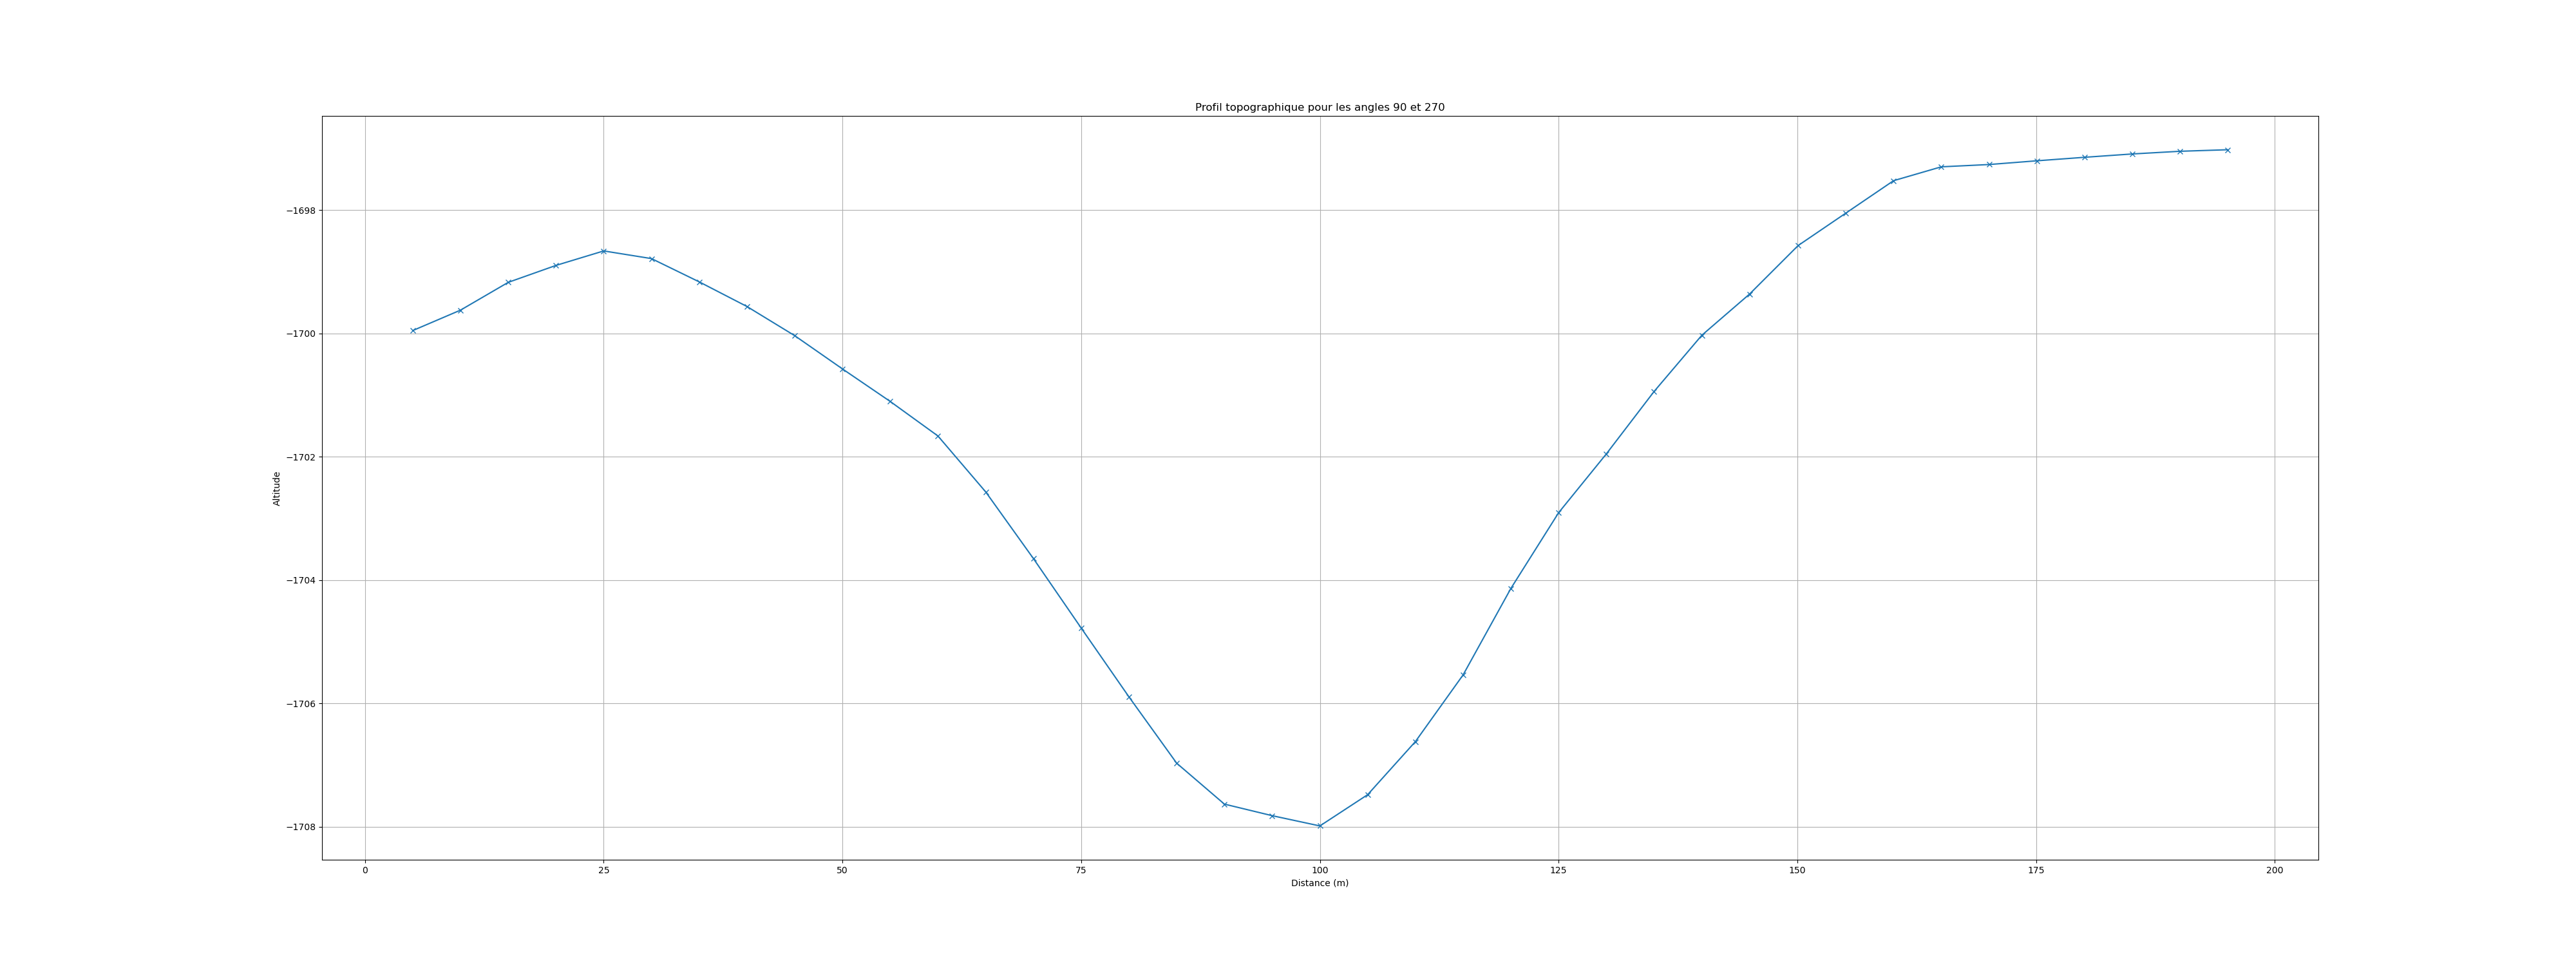 Profil topographique pour les angles 90 et 270
Altitude
−1698
−1700
−1702
−1704
−1706
−1708
0 25 50 75 100 125 150 175 200
Distance (m)